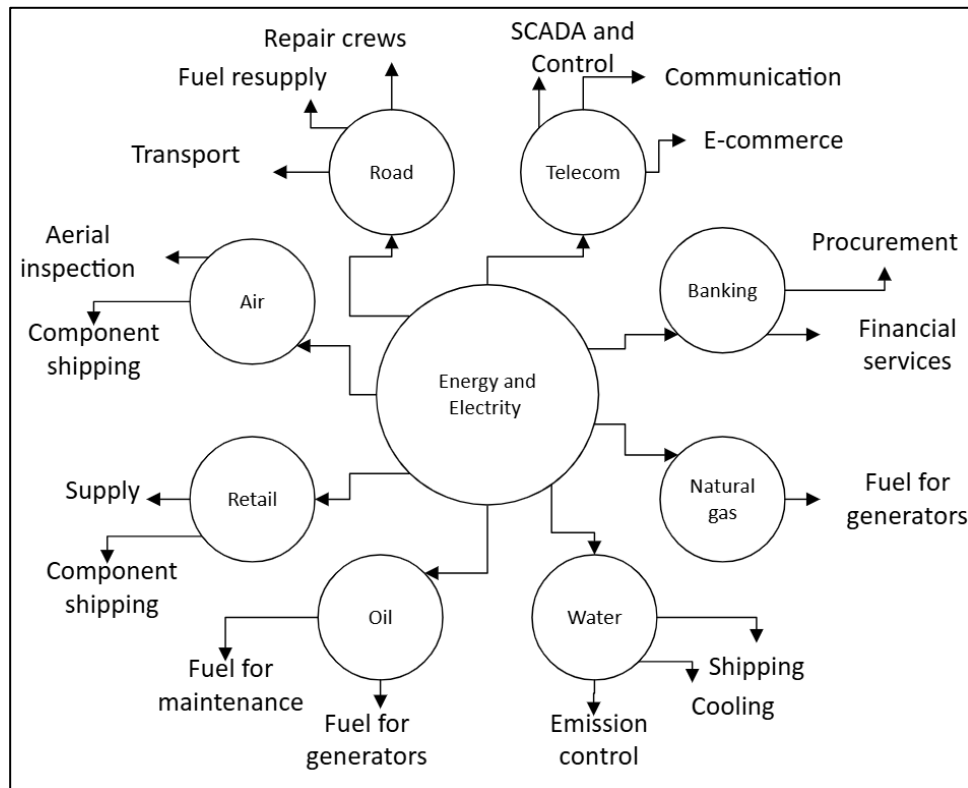 Repair crews
Fuel resupply
Transport
Road
SCADA and
Control
Communication
E-commerce
Telecom
Aerial
inspection
Component
shipping
Air
Banking
Procurement
Financial
services
Energy and
Electrity
Supply
Component
shipping
Retail
Natural
gas
Fuel for
generators
Oil
Fuel for
maintenance
Fuel for
generators
Water
Shipping
Cooling
Emission
control